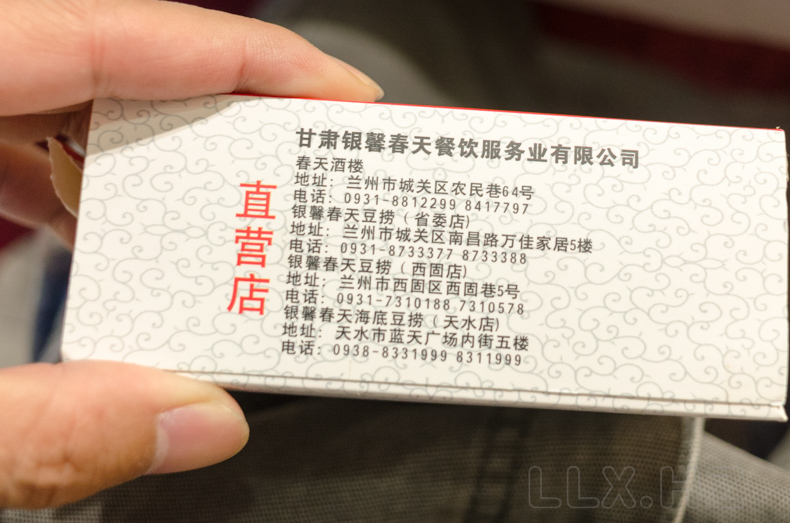 甘肃银馨春天餐饮服务业有限公司
直营店
春天酒楼
地址：兰州市城关区农民巷64号
电话：0931-8812299 8417797
银馨春天豆捞（省委店）
地址：兰州市城关区南昌路万佳家居5楼
电话：0931-8733377 8733388
银馨春天豆捞（西固店）
地址：兰州市西固区西固巷5号
电话：0931-7310188 7310578
银馨春天海底豆捞（天水店）
地址：天水市蓝天广场内街五楼
电话：0938-8331999 8311999
LLX.H